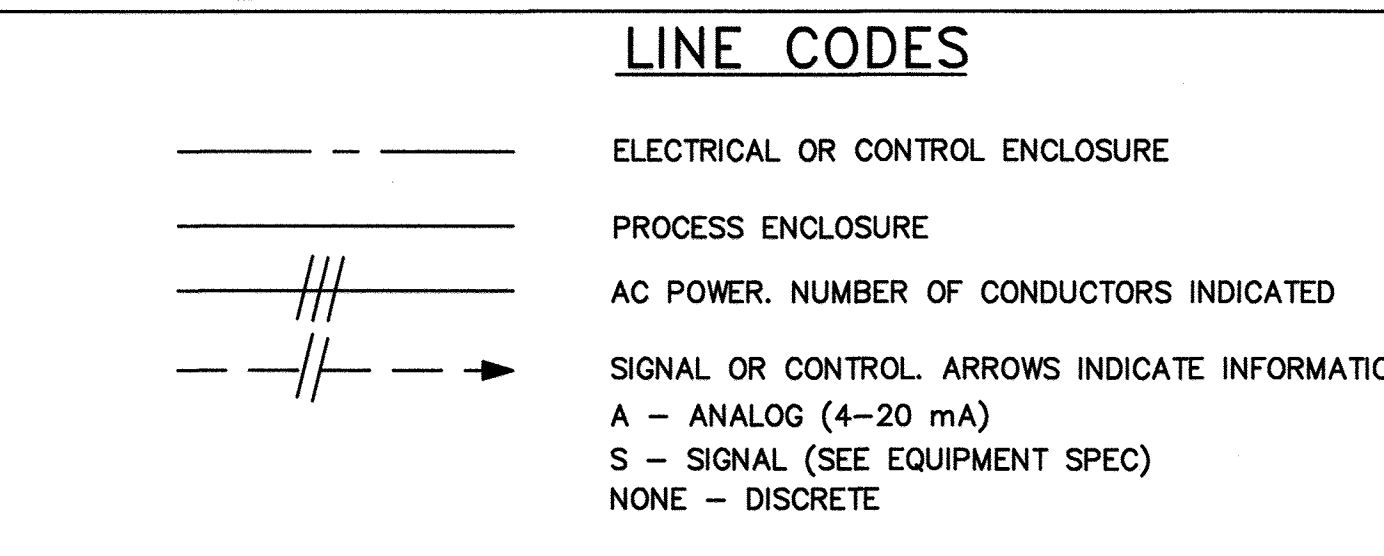 LINE CODES
ELECTRICAL OR CONTROL ENCLOSURE
PROCESS ENCLOSURE
AC POWER. NUMBER OF CONDUCTORS INDICATED
SIGNAL OR CONTROL. ARROWS INDICATE
A – ANALOG (4–20 mA)
S – SIGNAL (SEE EQUIPMENT SPEC)
NONE – DISCRETE